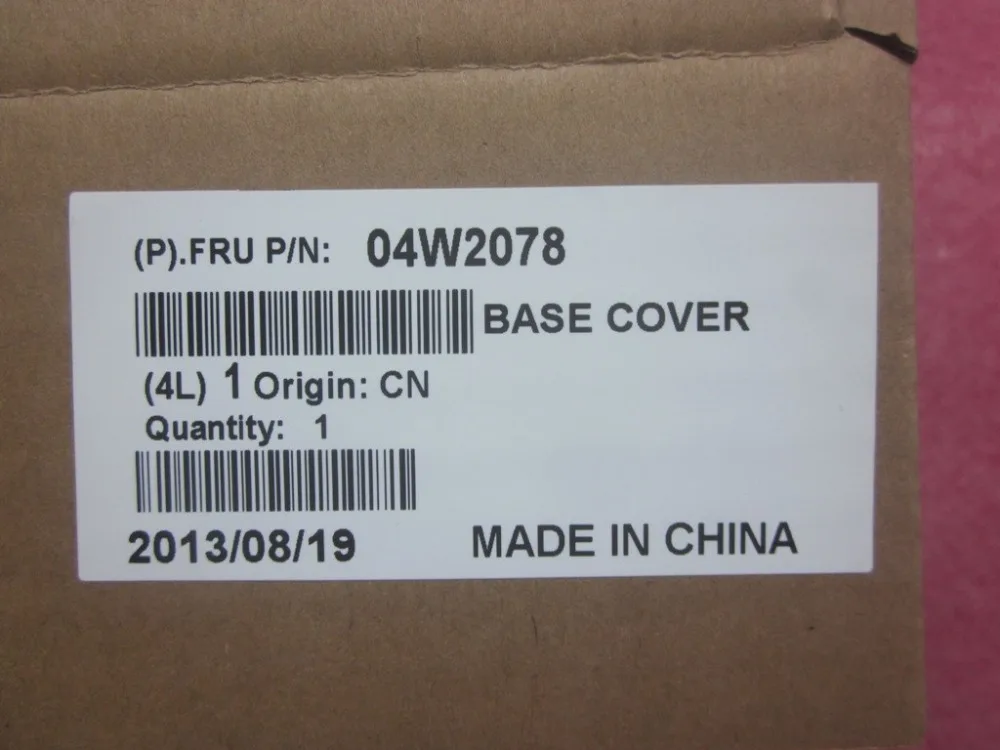 (P).FRU P/N: 04W2078
BASE COVER
(4L) 1 Origin: CN
Quantity: 1
2013/08/19 MADE IN CHINA